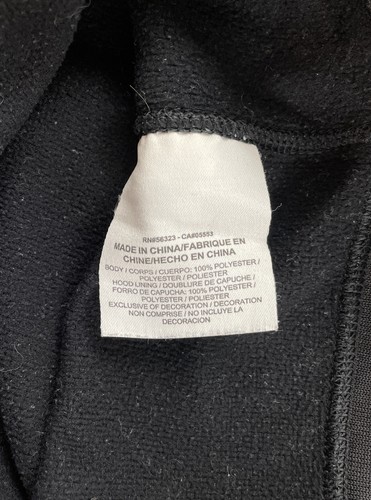 RN#56323 - CA#05553
MADE IN CHINA/FABRIQUE EN
CHINE/HECHO EN CHINA
BODY / CORPS / CUERPO: 100% POLYESTER /
POLYESTER / POLIESTER
HOOD LINING / DOUBLURE DE CAPUCHE /
FORRO DE CAPUCHA: 100% POLYESTER /
POLYESTER / POLIESTER
EXCLUSIVE OF DECORATION / DECORATION
NON COMPRISE / NO INCLUYE LA
DECORACION